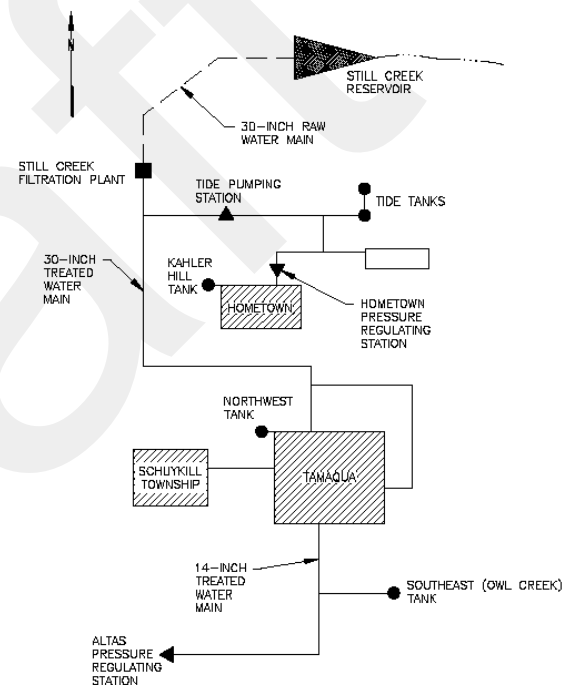 N
STILL CREEK
RESERVOIR
30-INCH RAW
WATER MAIN
STILL CREEK
FILTRATION PLANT
TIDE PUMPING
STATION
TIDE TANKS
30-INCH
TREATED
WATER
MAIN
KAHLER
HILL
TANK
HOMETOWN
HOMETOWN
PRESSURE
REGULATING
STATION
NORTHWEST
TANK
SCHUYKILL
TOWNSHIP
TAMAQUA
14-INCH
TREATED
WATER
MAIN
SOUTHEAST (OWL CREEK)
TANK
ALTAS
PRESSURE
REGULATING
STATION